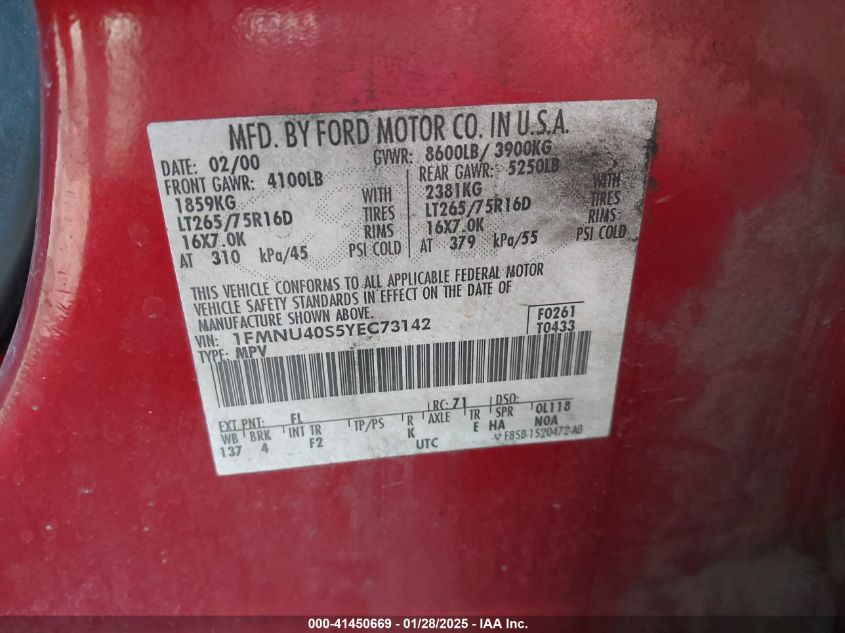 MFD. BY FORD MOTOR CO. IN U.S.A.
DATE: 02/00 GVWR: 8600LB/ 3900KG
FRONT GAWR: 4100LB REAR GAWR: 5250LB
1859KG WITH 2381KG WITH
LT265/75R16D TIRES LT265/75R16D TIRES
16X7.0K RIMS 16X7.0K RIMS
AT 310 kPa/45 PSI COLD AT 379 kPa/55 PSI COLD
THIS VEHICLE CONFORMS TO ALL APPLICABLE FEDERAL MOTOR
VEHICLE SAFETY STANDARDS IN EFFECT ON THE DATE OF
MANUFACTURE SHOWN ABOVE.
VIN: 1FMNU40S5YEC73142 F0261
TYPE: MPV T0433
EXT PNT: FL RC: 71 DSO:
WB BRK INT TR TP/PS R AXLE TR SPR OL118
137 4 F2 K E HA NOA
UTC ▽ F85B-1520472-AB
000-41450669 - 01/28/2025 - IAA Inc.